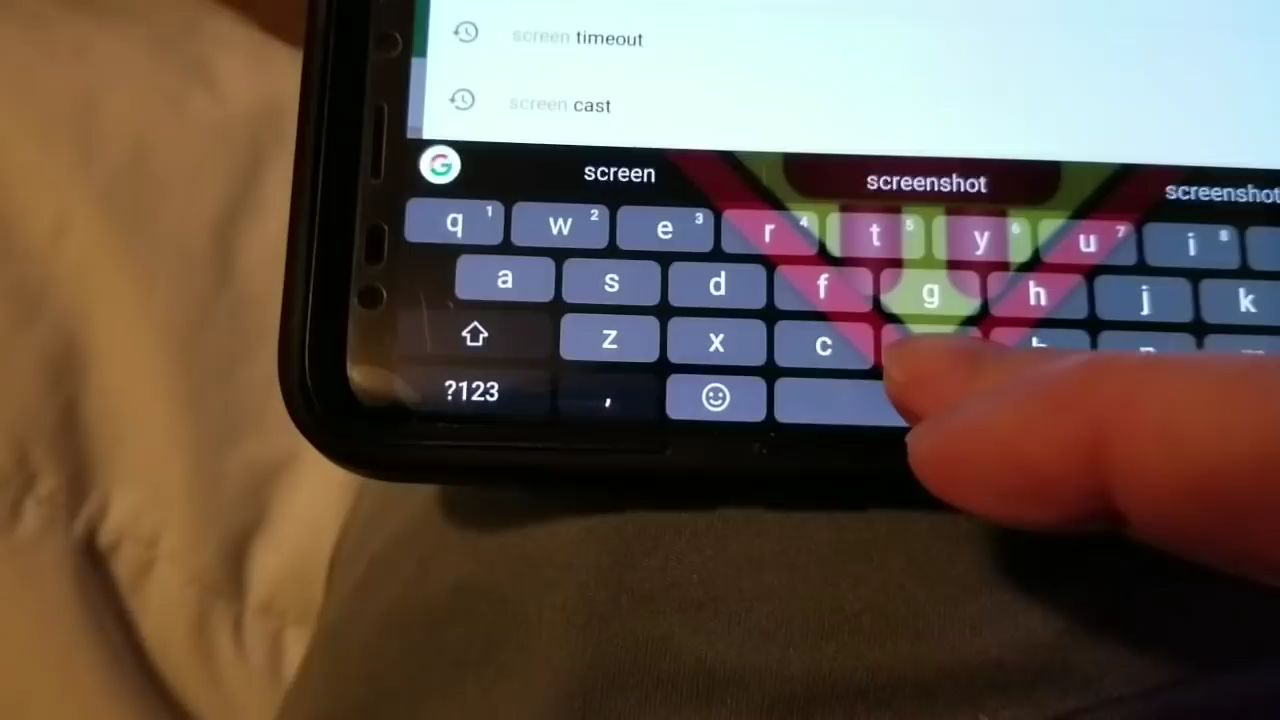 screen timeout
screen cast
G screen screenshot screenshot
q 1 w 2 e 3 r 4 t 5 y 6 u 7 i 8
a s d f g h j k
z x c
?123 ,